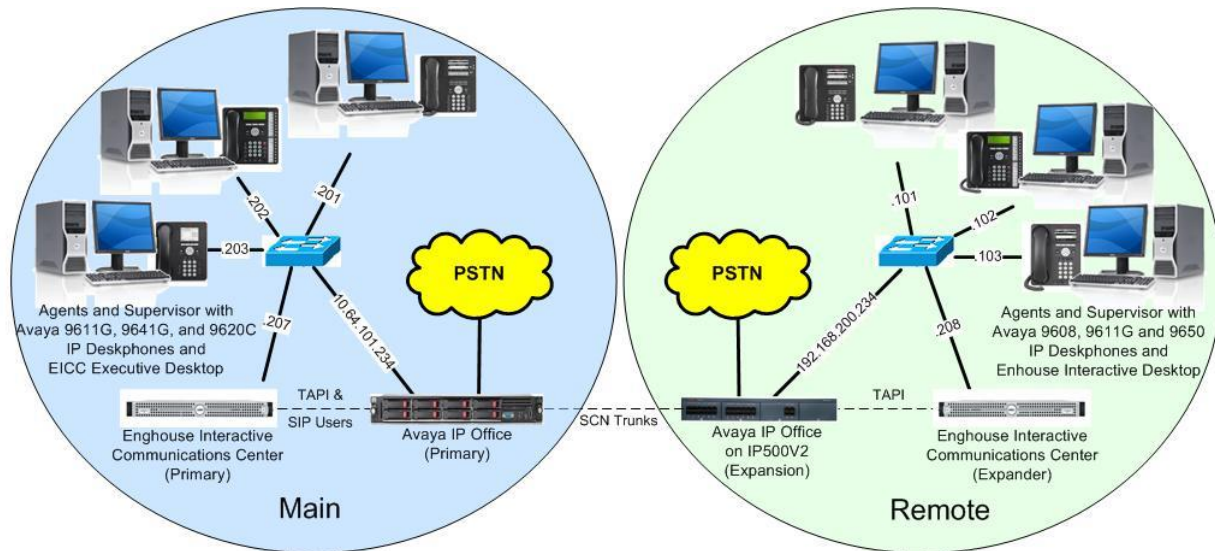 .201
.202
.203
PSTN
.207
10.64.101.234
Agents and Supervisor with
Avaya 9611G, 9641G, and 9620C
IP Deskphones and
EICC Executive Desktop
TAPI &
SIP Users
Enghouse Interactive
Communications Center
(Primary)
Avaya IP Office
(Primary)
Main
SCN Trunks
.101
.102
.103
PSTN
192.168.200.234
.208
Agents and Supervisor with
Avaya 9608, 9611G and 9650
IP Deskphones and
Enhouse Interactive Desktop
TAPI
Avaya IP Office
on IP500V2
(Expansion)
Enghouse Interactive
Communications Center
(Expander)
Remote